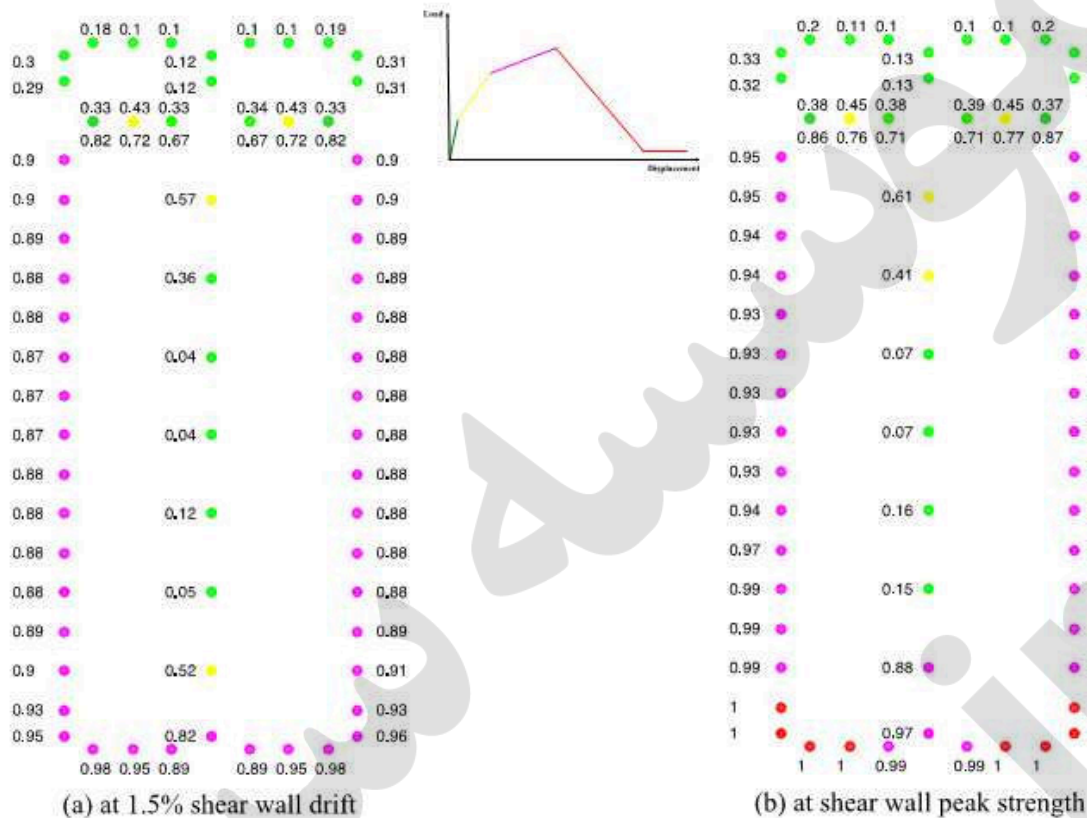 0.18 0.1 0.1 0.1 0.1 0.19
0.3 0.12 0.31
0.29 0.12 0.31
0.33 0.43 0.33 0.34 0.43 0.33
0.82 0.72 0.67 0.67 0.72 0.82
0.9 0.9
0.9 0.57 0.9
0.89 0.89
0.88 0.36 0.89
0.88 0.88
0.87 0.04 0.88
0.87 0.88
0.87 0.04 0.88
0.88 0.88
0.88 0.12 0.88
0.88 0.88
0.88 0.05 0.88
0.89 0.89
0.9 0.52 0.91
0.93 0.93
0.95 0.82 0.96
0.98 0.95 0.89 0.89 0.95 0.98
(a) at 1.5% shear wall drift
Load
Displacement
0.2 0.11 0.1 0.1 0.1 0.2
0.33 0.13
0.32 0.13
0.38 0.45 0.38 0.39 0.45 0.37
0.86 0.76 0.71 0.71 0.77 0.87
0.95
0.95 0.61
0.94
0.94 0.41
0.93
0.93 0.07
0.93
0.93 0.07
0.93
0.94 0.16
0.97
0.99 0.15
0.99
0.99 0.88
1
1 0.97
1 1 0.99 0.99 1 1
(b) at shear wall peak strength